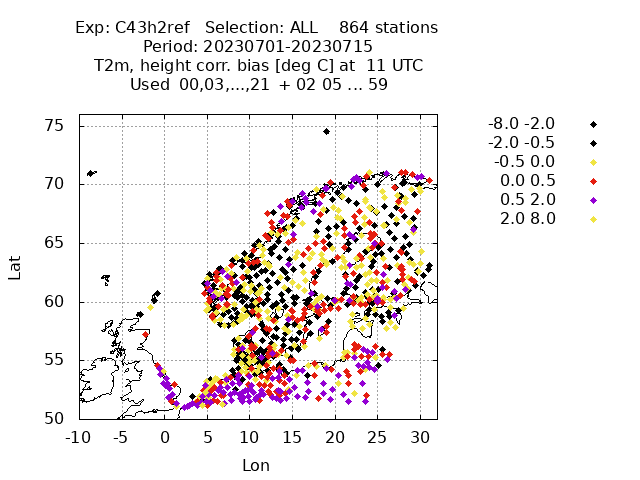 Exp: C43h2ref   Selection: ALL    864 stations
Period: 20230701-20230715
T2m, height corr. bias [deg C] at  11 UTC
Used  00,03,...,21  + 02 05 ... 59
-8.0 -2.0
-2.0 -0.5
-0.5 0.0
0.0 0.5
0.5 2.0
2.0 8.0
75
70
65
60
55
50
Lat
-10 -5 0 5 10 15 20 25 30
Lon